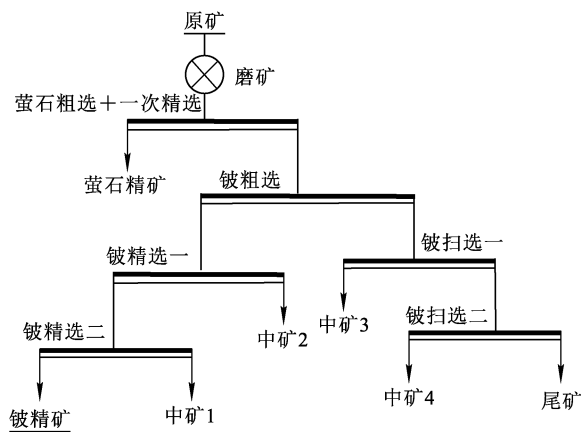 原矿
磨矿
萤石粗选＋一次精选
萤石精矿
铍粗选
铍精选一
铍扫选一
中矿2
中矿3
铍精选二
铍扫选二
铍精矿
中矿1
中矿4
尾矿